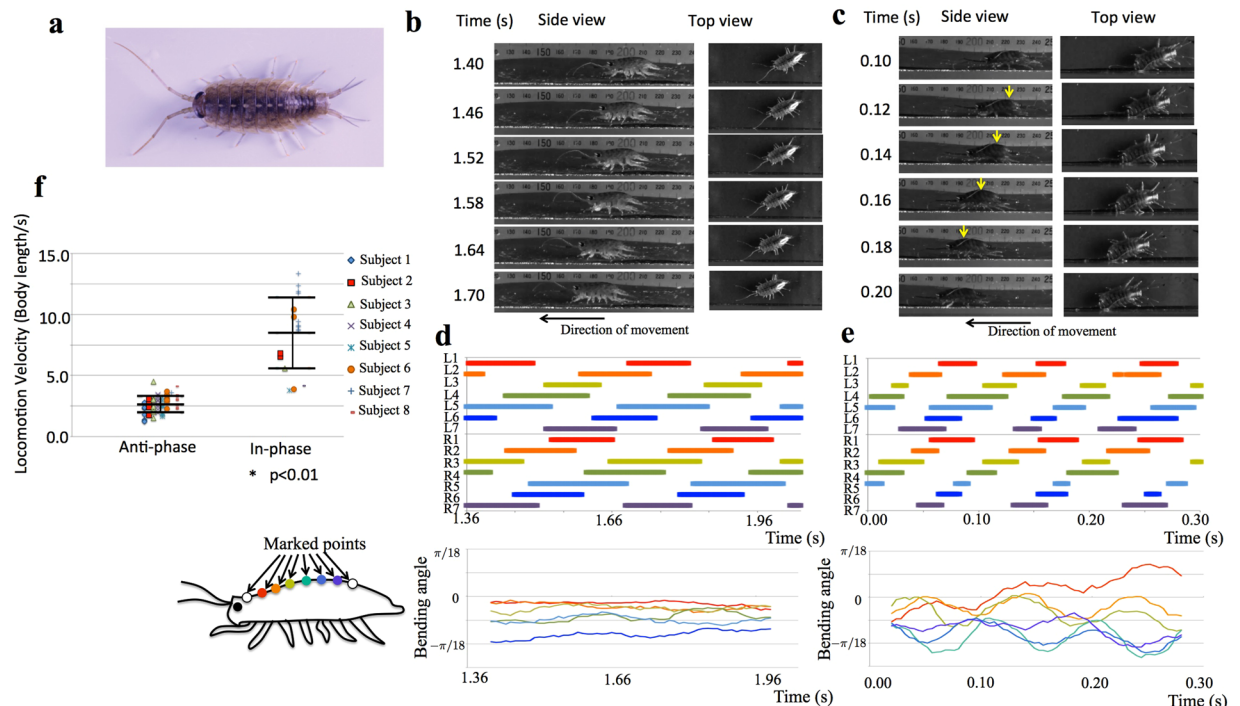 a
b
Time (s) Side view Top view
1.40
1.46
1.52
1.58
1.64
1.70
Direction of movement
c
Time (s) Side view Top view
0.10
0.12
0.14
0.16
0.18
0.20
Direction of movement
f
Locomotion Velocity (Body length/s)
15.0
10.0
5.0
0.0
Anti-phase In-phase
* p<0.01
Subject 1
Subject 2
Subject 3
Subject 4
Subject 5
Subject 6
Subject 7
Subject 8
Marked points
d
L1
L2
L3
L4
L5
L6
L7
R1
R2
R3
R4
R5
R6
R7
1.36 1.66 1.96
Time (s)
Bending angle
π/18
0
−π/18
1.36 1.66 1.96
Time (s)
e
L1
L2
L3
L4
L5
L6
L7
R1
R2
R3
R4
R5
R6
R7
0.00 0.10 0.20 0.30
Time (s)
Bending angle
π/18
0
−π/18
0.00 0.10 0.20 0.30
Time (s)